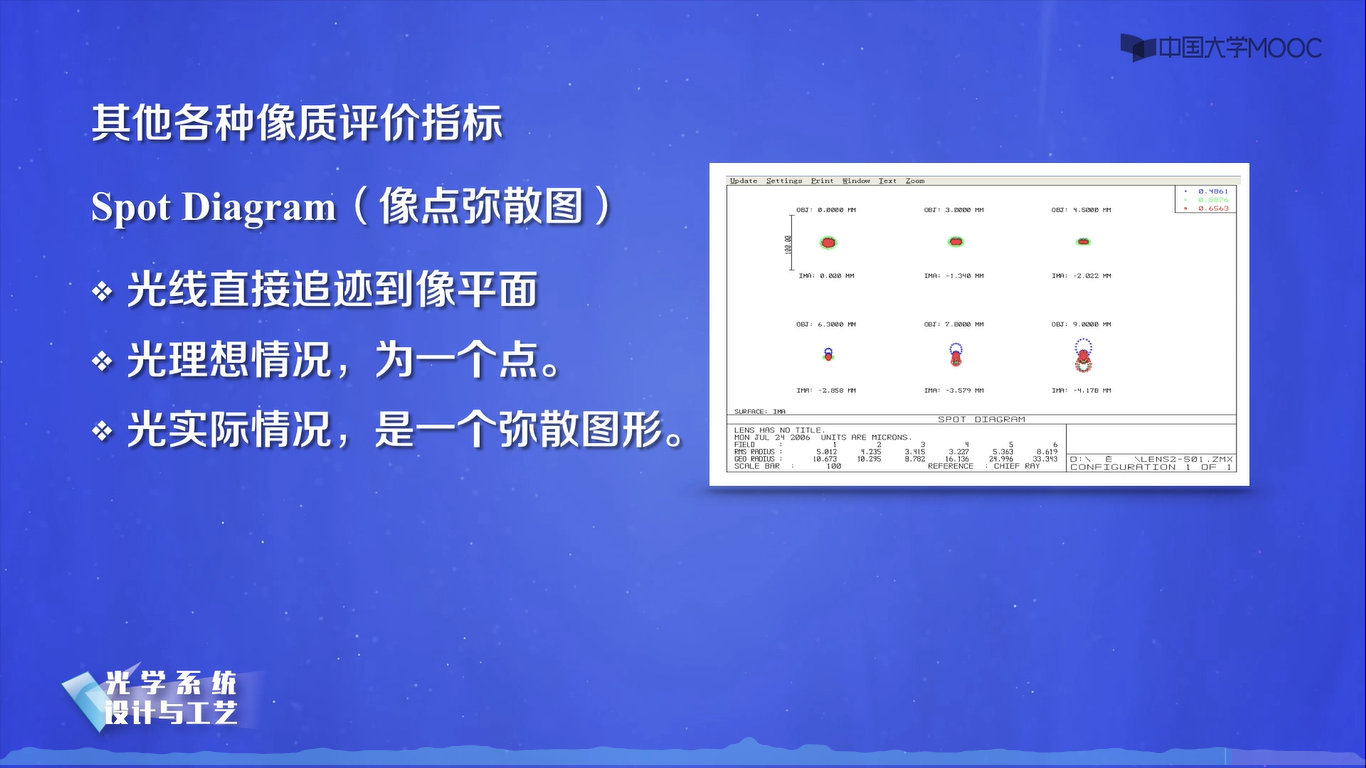 中国大学MOOC
其他各种像质评价指标
Spot Diagram（像点弥散图）
❖ 光线直接追迹到像平面
❖ 光理想情况，为一个点。
❖ 光实际情况，是一个弥散图形。
Update Settings Print Window Text Zoom
0.4861
0.5876
0.6563
OBJ: 0.0000 MM OBJ: 3.0000 MM OBJ: 4.5000 MM
100.00
IMA: 0.000 MM IMA: -1.340 MM IMA: -2.022 MM
OBJ: 6.3000 MM OBJ: 7.8000 MM OBJ: 9.0000 MM
IMA: -2.858 MM IMA: -3.579 MM IMA: -4.178 MM
SURFACE: IMA
SPOT DIAGRAM
LENS HAS NO TITLE.
MON JUL 24 2006 UNITS ARE MICRONS.
FIELD : 1 2 3 4 5 6
RMS RADIUS : 5.012 4.235 3.415 3.227 5.363 8.619
GEO RADIUS : 10.673 10.295 8.782 16.136 24.996 33.343
SCALE BAR : 100 REFERENCE : CHIEF RAY
D:\ \LENS2-501.ZMX
CONFIGURATION 1 OF 1
光学系统
设计与工艺